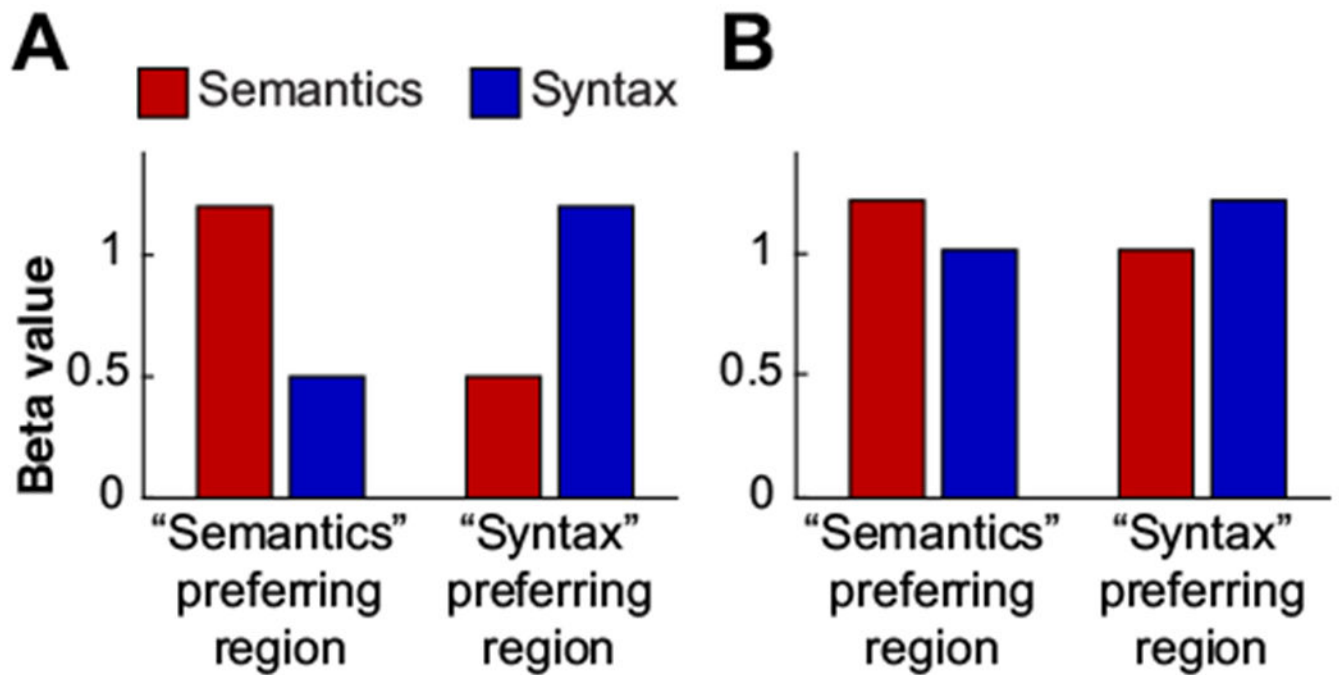 A
B
Semantics Syntax
Beta value
1
0.5
0
“Semantics” preferring region
“Syntax” preferring region
1
0.5
0
“Semantics” preferring region
“Syntax” preferring region